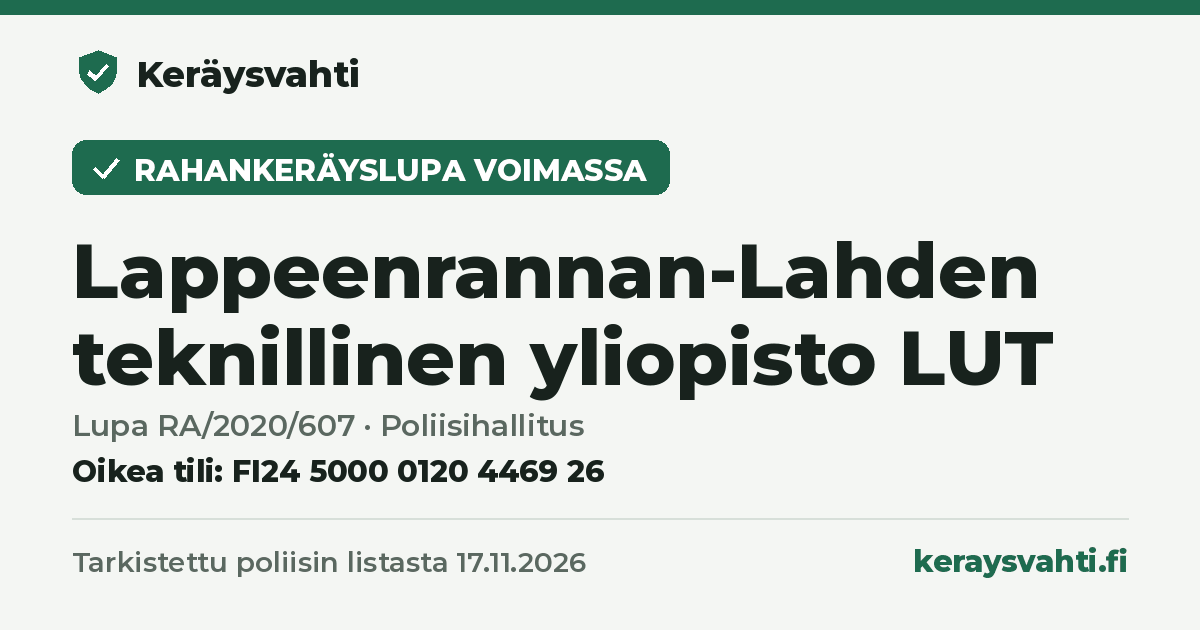 Keräysvahti
RAHANKERÄYSLUPA VOIMASSA
Lappeenrannan-Lahden
teknillinen yliopisto LUT
Lupa RA/2020/607 · Poliisihallitus
Oikea tili: FI24 5000 0120 4469 26
Tarkistettu poliisin listasta 17.11.2026
keraysvahti.fi